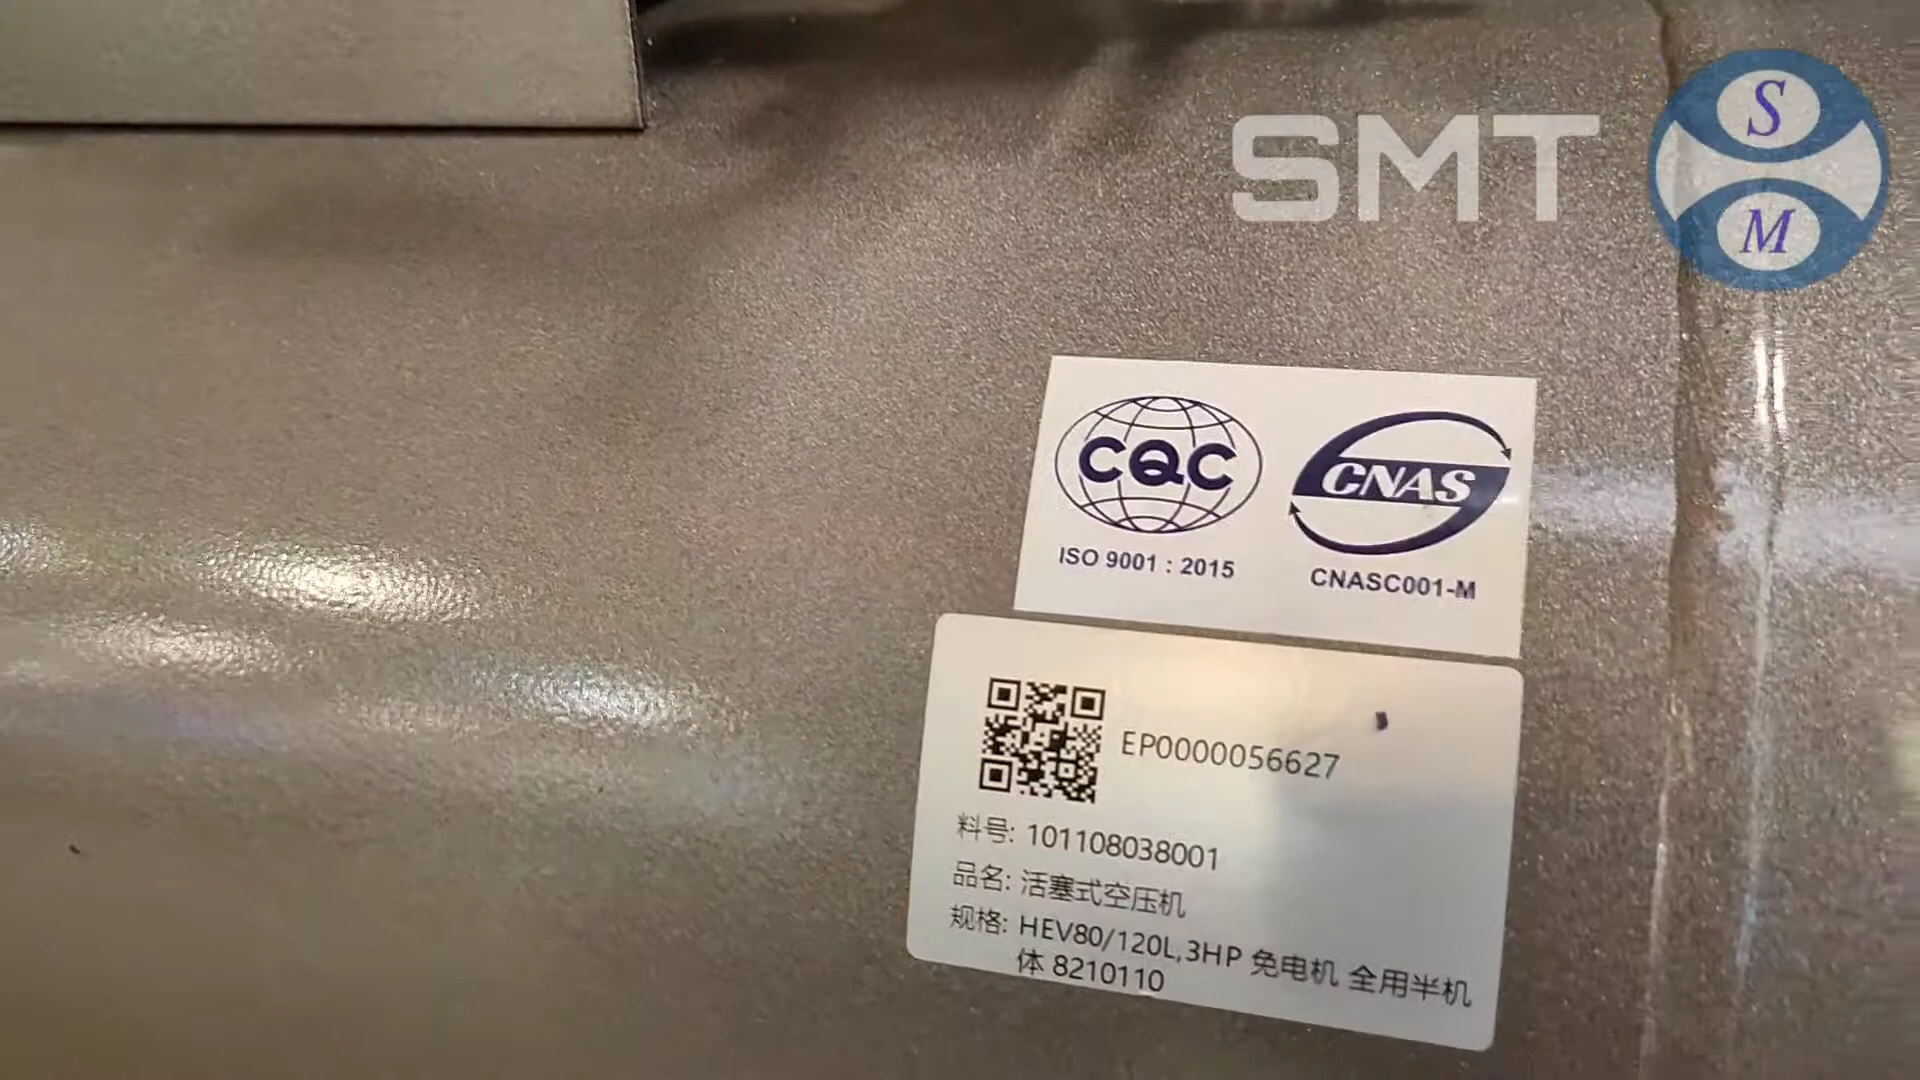 SMT
S
M
CQC
CNAS
ISO 9001 : 2015
CNASC001-M
EP0000056627
料号: 101108038001
品名: 活塞式空压机
规格: HEV80/120L,3HP 免电机 全用半机
体 8210110